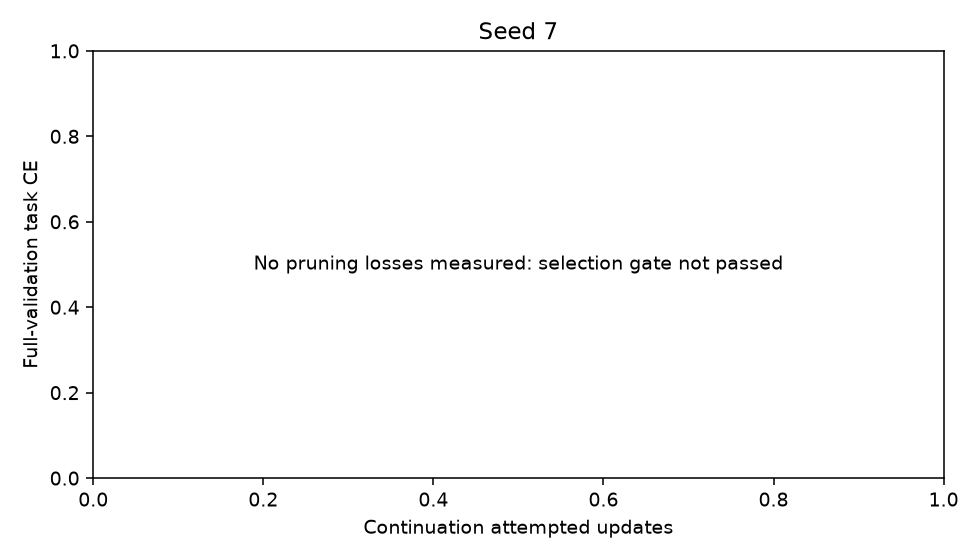 Seed 7
1.0
0.8
0.6
0.4
0.2
0.0
Full-validation task CE
No pruning losses measured: selection gate not passed
0.0 0.2 0.4 0.6 0.8 1.0
Continuation attempted updates